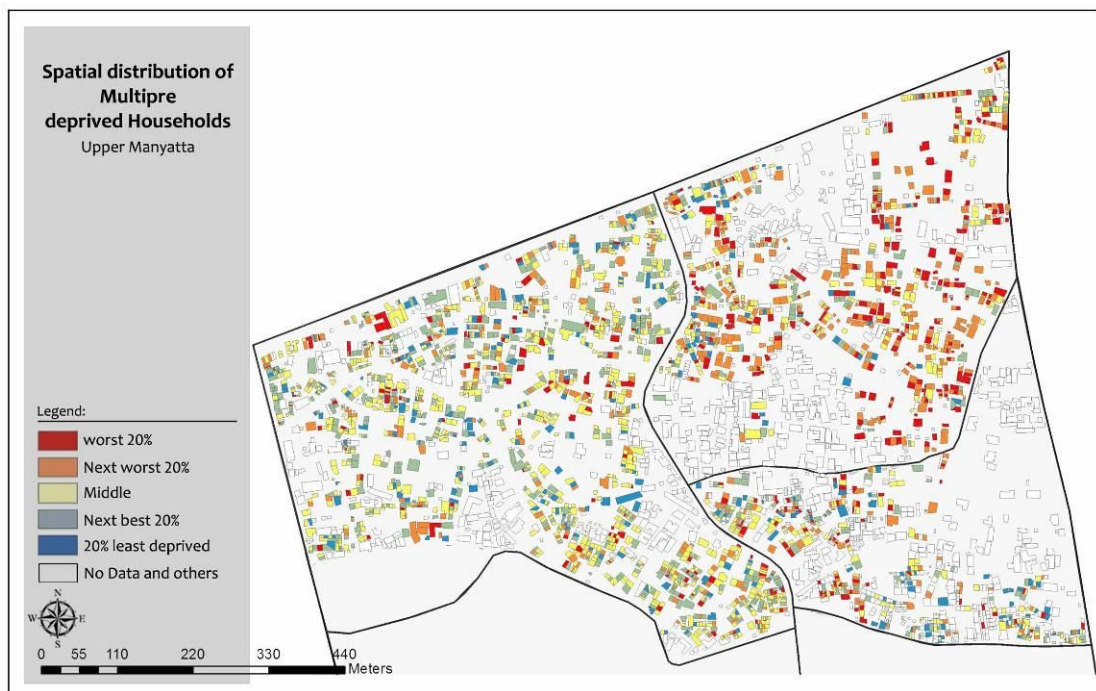 Spatial distribution of
Multipre
deprived Households
Upper Manyatta
Legend:
worst 20%
Next worst 20%
Middle
Next best 20%
20% least deprived
No Data and others
N
W E
S
0 55 110 220 330 440
Meters